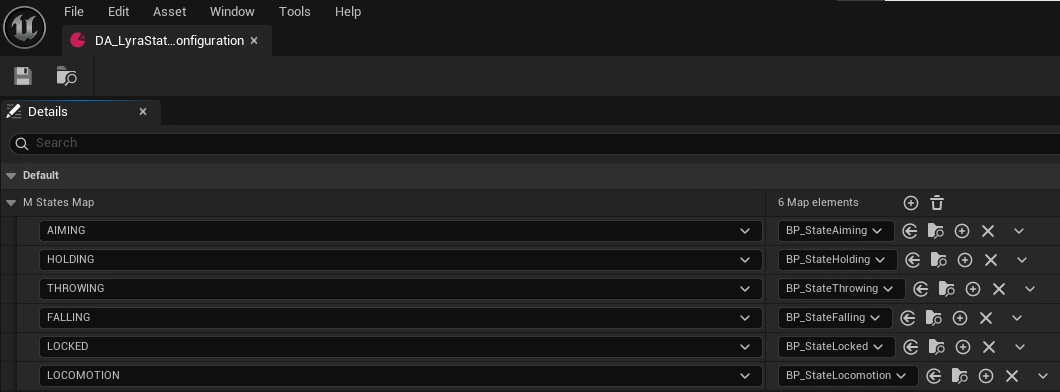 File Edit Asset Window Tools Help
DA_LyraStat...onfiguration
Details
Search
Default
M States Map 6 Map elements
AIMING BP_StateAiming
HOLDING BP_StateHolding
THROWING BP_StateThrowing
FALLING BP_StateFalling
LOCKED BP_StateLocked
LOCOMOTION BP_StateLocomotion